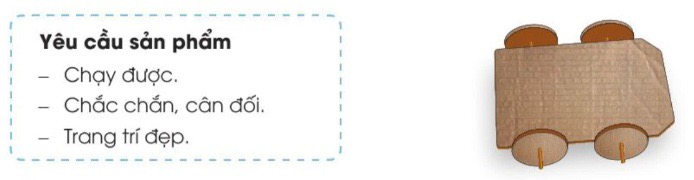 Yêu cầu sản phẩm
– Chạy được.
– Chắc chắn, cân đối.
– Trang trí đẹp.